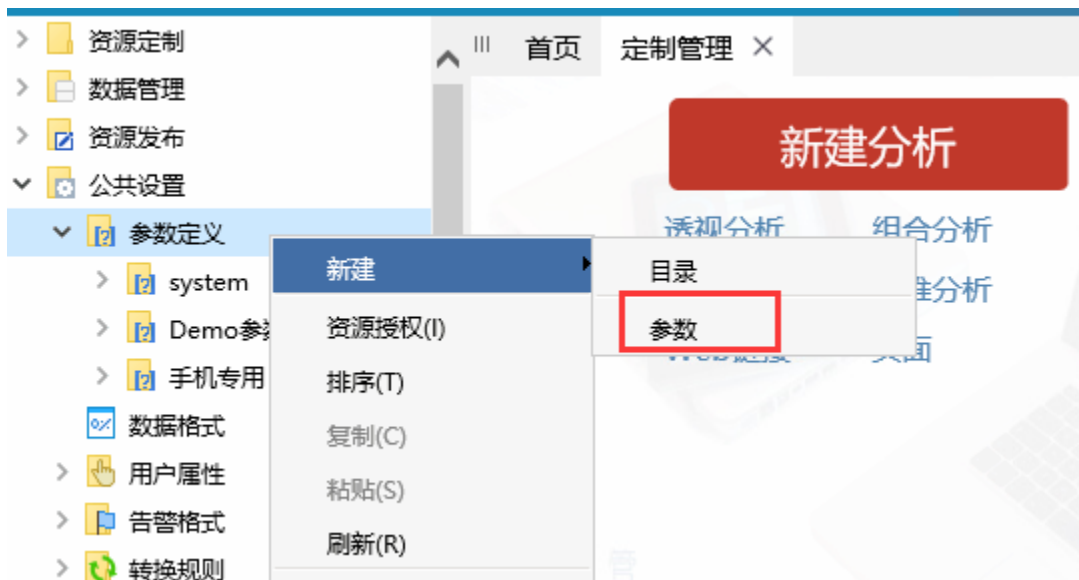 资源定制
数据管理
资源发布
公共设置
参数定义
system
Demo参
手机专用
数据格式
用户属性
告警格式
转换规则
首页
定制管理
新建分析
透视分析
组合分析
分析
新建
资源授权(I)
排序(T)
复制(C)
粘贴(S)
刷新(R)
目录
参数